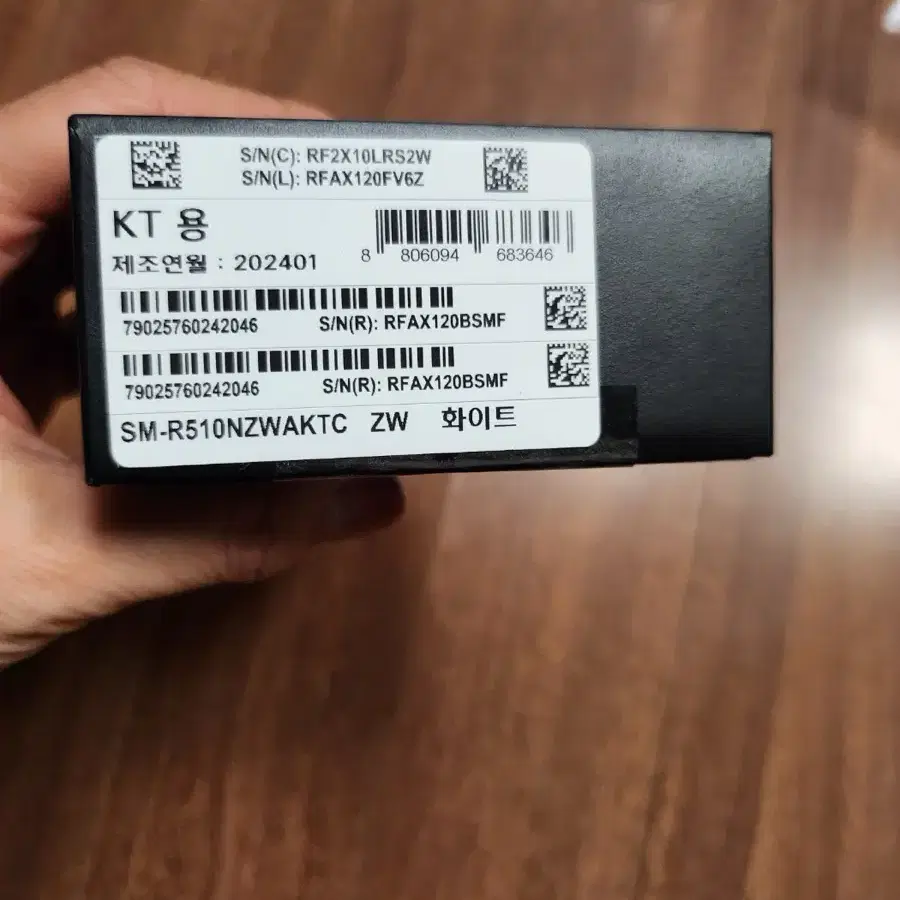 S/N(C): RF2X10LRS2W
S/N(L): RFAX120FV6Z
KT 용
제조연월 : 202401
8 806094 683646
79025760242046 S/N(R): RFAX120BSMF
79025760242046 S/N(R): RFAX120BSMF
SM-R510NZWAKTC ZW 화이트